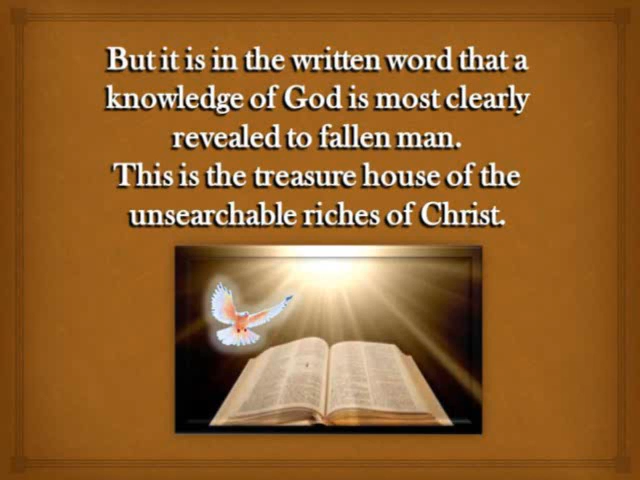 But it is in the written word that a
knowledge of God is most clearly
revealed to fallen man.
This is the treasure house of the
unsearchable riches of Christ.